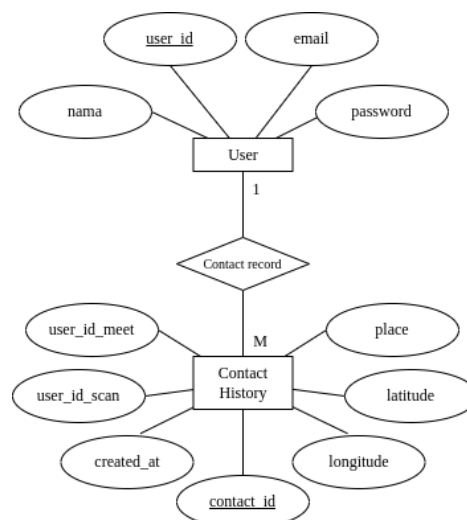 user_id
email
nama
password
User
1
Contact record
M
user_id_meet
place
Contact
History
user_id_scan
latitude
created_at
longitude
contact_id